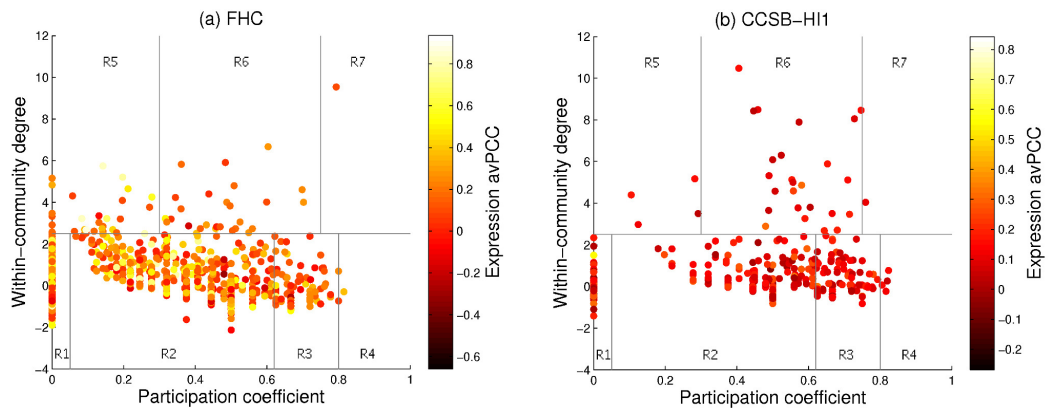 (a) FHC
Within−community degree
12
10
8
6
4
2
0
−2
−4
R5
R6
R7
R1
R2
R3
R4
0
0.2
0.4
0.6
0.8
1
Participation coefficient
0.8
0.6
0.4
0.2
0
−0.2
−0.4
−0.6
Expression avPCC
(b) CCSB−HI1
Within−community degree
12
10
8
6
4
2
0
−2
−4
R5
R6
R7
R1
R2
R3
R4
0
0.2
0.4
0.6
0.8
1
Participation coefficient
0.8
0.7
0.6
0.5
0.4
0.3
0.2
0.1
0
−0.1
−0.2
Expression avPCC